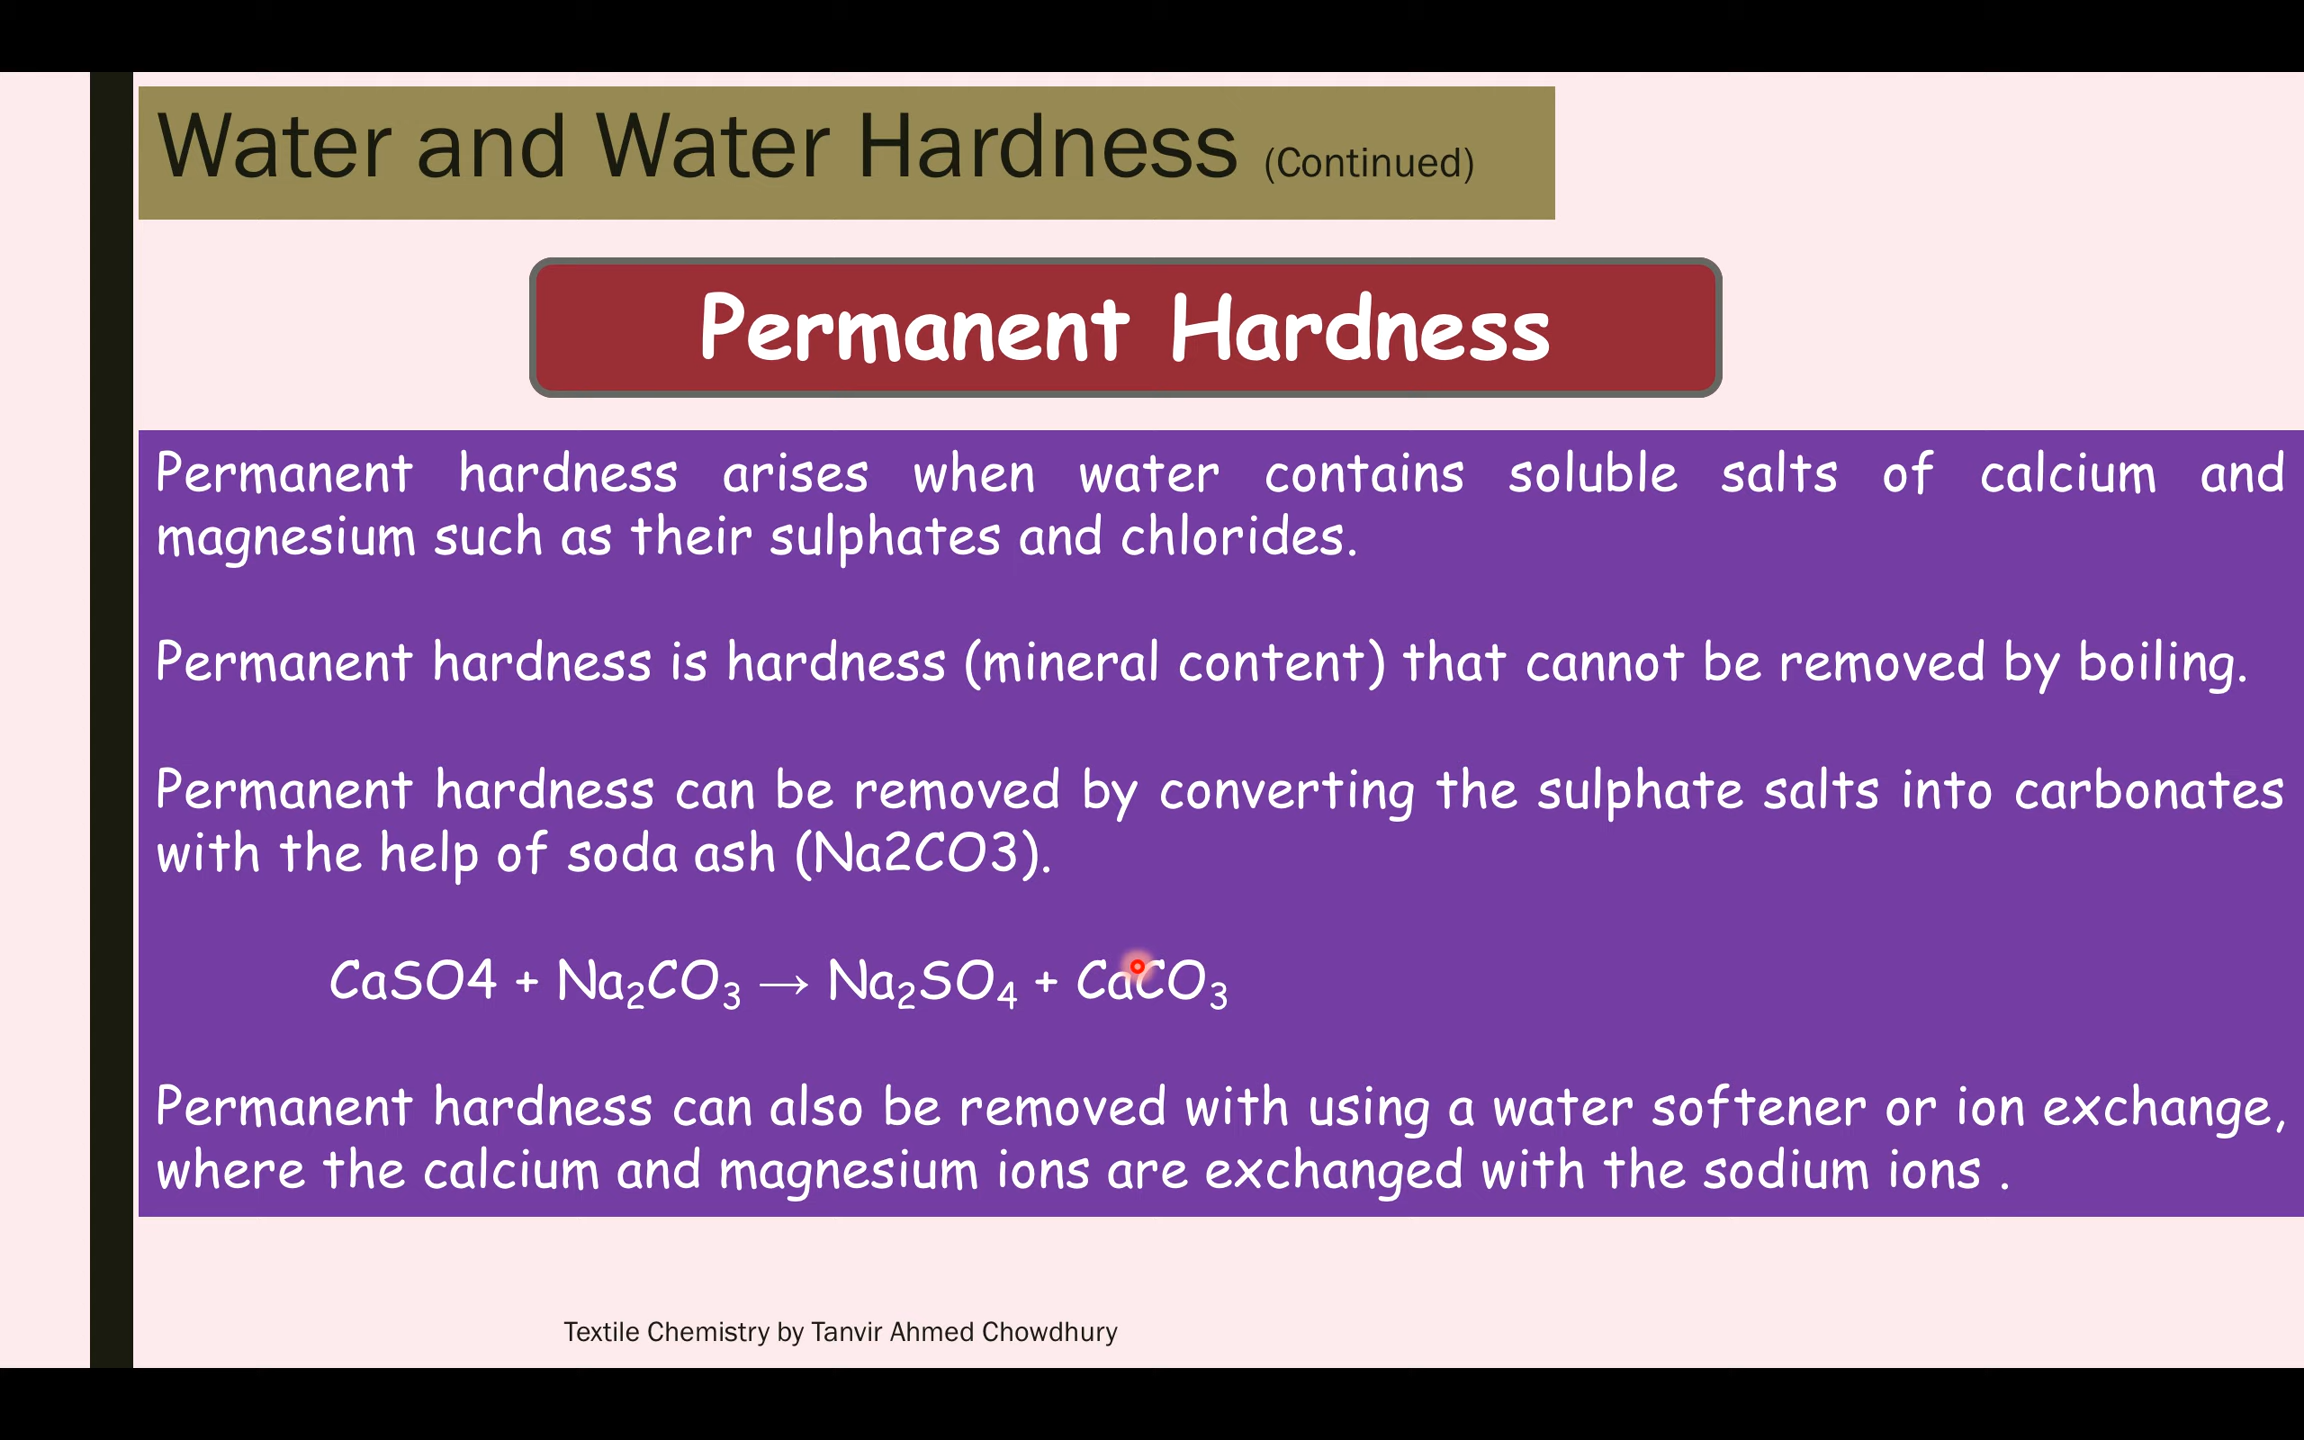 Water and Water Hardness (Continued)
Permanent Hardness
Permanent hardness arises when water contains soluble salts of calcium and
magnesium such as their sulphates and chlorides.
Permanent hardness is hardness (mineral content) that cannot be removed by boiling.
Permanent hardness can be removed by converting the sulphate salts into carbonates
with the help of soda ash (Na2CO3).
CaSO4 + Na₂CO₃ → Na₂SO₄ + CaCO₃
Permanent hardness can also be removed with using a water softener or ion exchange,
where the calcium and magnesium ions are exchanged with the sodium ions .
Textile Chemistry by Tanvir Ahmed Chowdhury